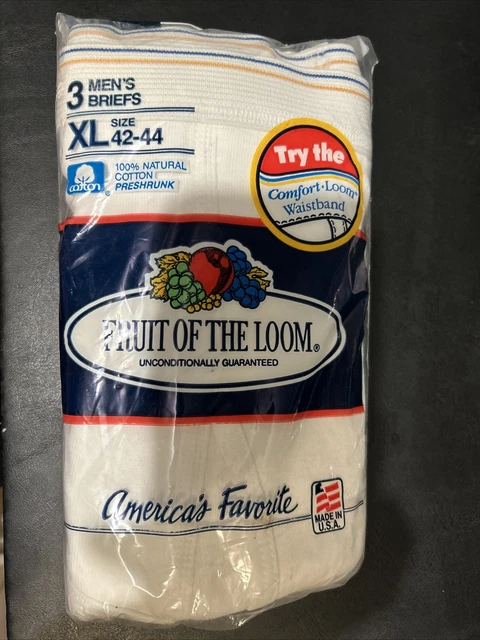 3 MEN'S
BRIEFS
XL SIZE
42-44
cotton ®
100% NATURAL
COTTON
PRESHRUNK
Try the
Comfort·Loom®
Waistband
FRUIT OF THE LOOM®
UNCONDITIONALLY GUARANTEED
America's Favorite
MADE IN
U.S.A.